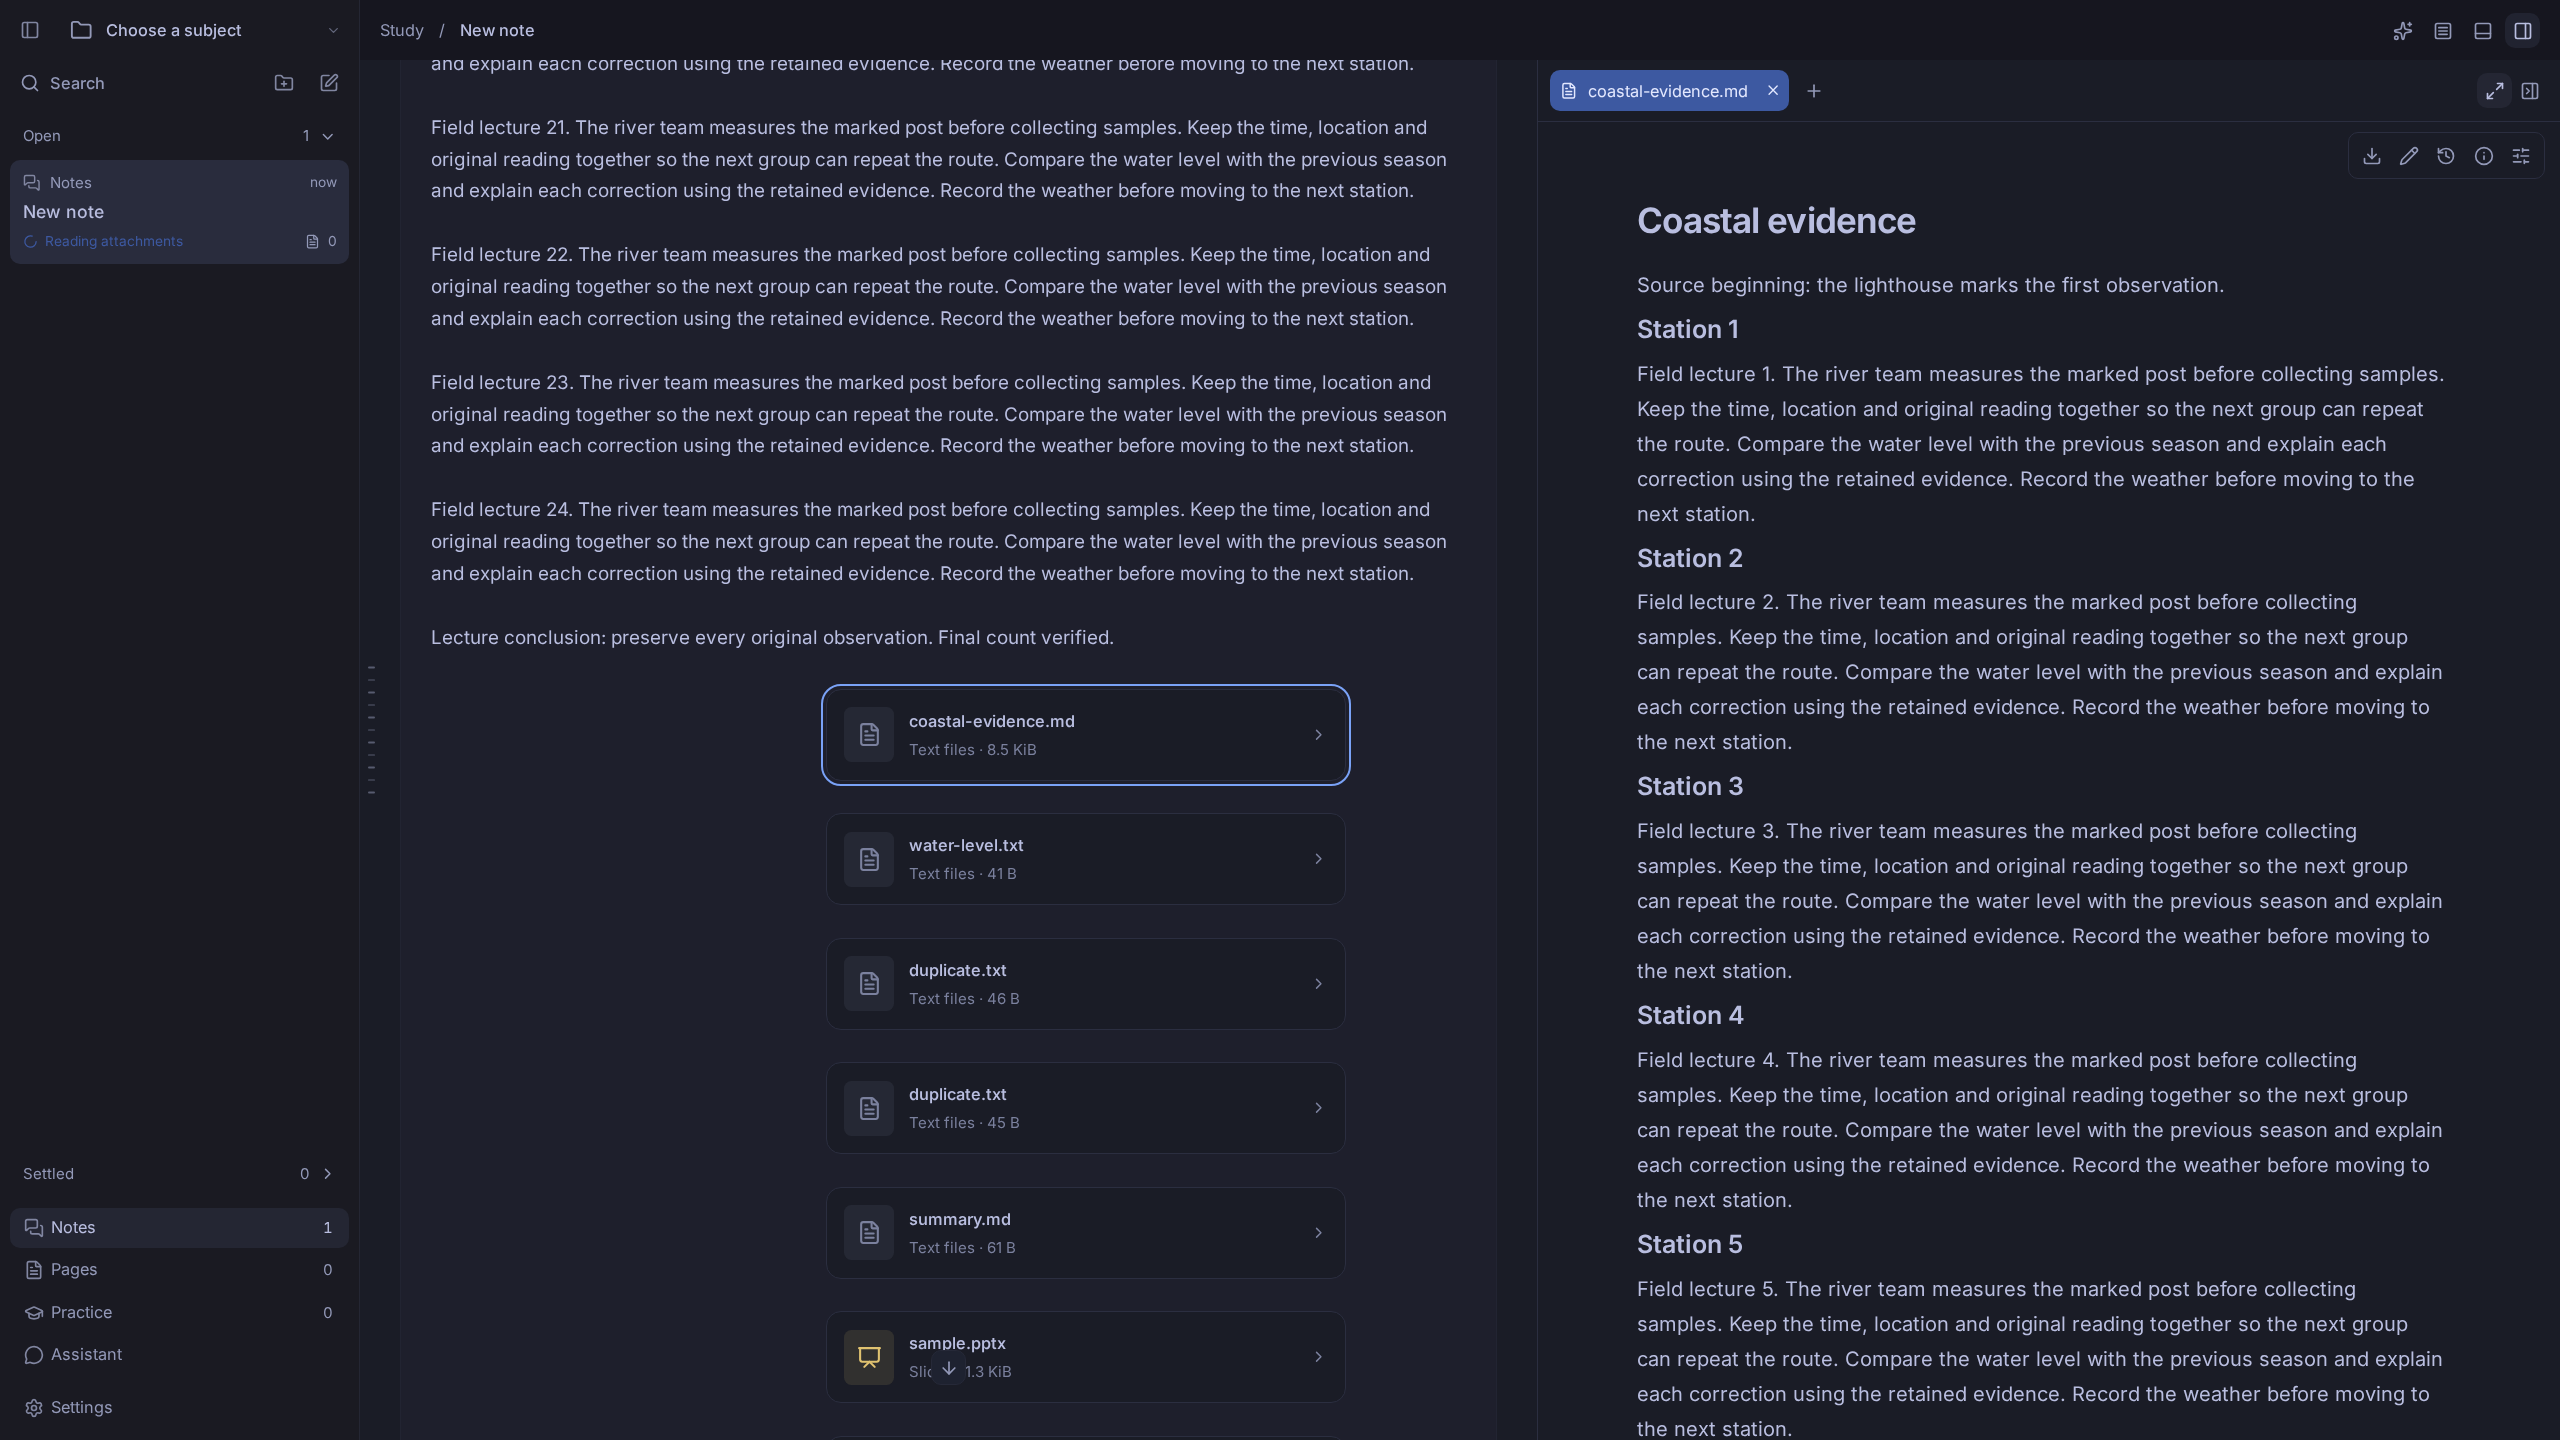 Choose a subject
Search
Open 1
Notes now
New note
Reading attachments 0
Settled 0
Notes 1
Pages 0
Practice 0
Assistant
Settings
Study / New note
and explain each correction using the retained evidence. Record the weather before moving to the next station.
Field lecture 21. The river team measures the marked post before collecting samples. Keep the time, location and
original reading together so the next group can repeat the route. Compare the water level with the previous season
and explain each correction using the retained evidence. Record the weather before moving to the next station.
Field lecture 22. The river team measures the marked post before collecting samples. Keep the time, location and
original reading together so the next group can repeat the route. Compare the water level with the previous season
and explain each correction using the retained evidence. Record the weather before moving to the next station.
Field lecture 23. The river team measures the marked post before collecting samples. Keep the time, location and
original reading together so the next group can repeat the route. Compare the water level with the previous season
and explain each correction using the retained evidence. Record the weather before moving to the next station.
Field lecture 24. The river team measures the marked post before collecting samples. Keep the time, location and
original reading together so the next group can repeat the route. Compare the water level with the previous season
and explain each correction using the retained evidence. Record the weather before moving to the next station.
Lecture conclusion: preserve every original observation. Final count verified.
coastal-evidence.md
Text files · 8.5 KiB
water-level.txt
Text files · 41 B
duplicate.txt
Text files · 46 B
duplicate.txt
Text files · 45 B
summary.md
Text files · 61 B
sample.pptx
1.3 KiB
coastal-evidence.md
Coastal evidence
Source beginning: the lighthouse marks the first observation.
Station 1
Field lecture 1. The river team measures the marked post before collecting samples.
Keep the time, location and original reading together so the next group can repeat
the route. Compare the water level with the previous season and explain each
correction using the retained evidence. Record the weather before moving to the
next station.
Station 2
Field lecture 2. The river team measures the marked post before collecting
samples. Keep the time, location and original reading together so the next group
can repeat the route. Compare the water level with the previous season and explain
each correction using the retained evidence. Record the weather before moving to
the next station.
Station 3
Field lecture 3. The river team measures the marked post before collecting
samples. Keep the time, location and original reading together so the next group
can repeat the route. Compare the water level with the previous season and explain
each correction using the retained evidence. Record the weather before moving to
the next station.
Station 4
Field lecture 4. The river team measures the marked post before collecting
samples. Keep the time, location and original reading together so the next group
can repeat the route. Compare the water level with the previous season and explain
each correction using the retained evidence. Record the weather before moving to
the next station.
Station 5
Field lecture 5. The river team measures the marked post before collecting
samples. Keep the time, location and original reading together so the next group
can repeat the route. Compare the water level with the previous season and explain
each correction using the retained evidence. Record the weather before moving to
the next station.